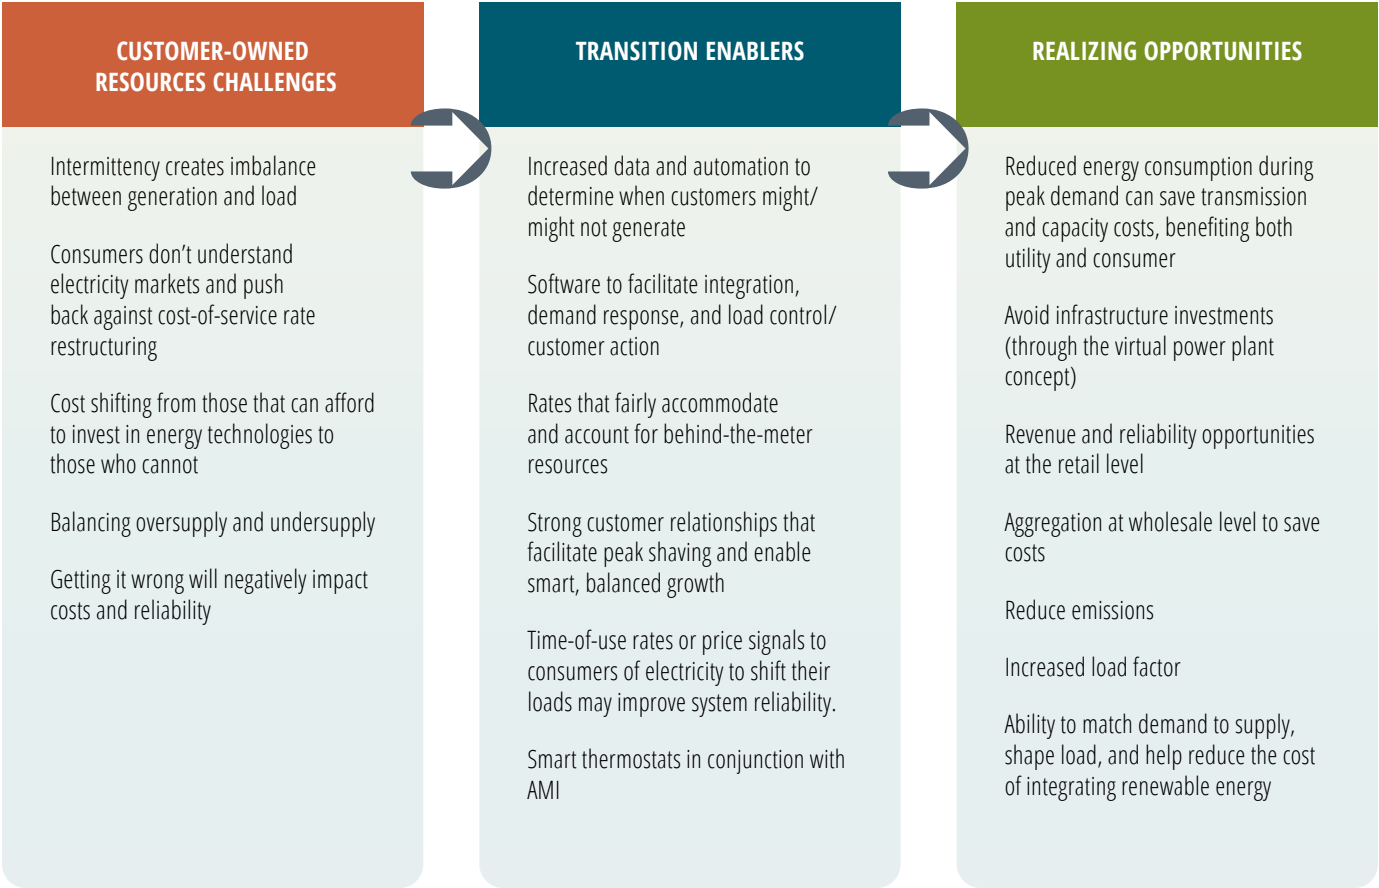 CUSTOMER-OWNED
RESOURCES CHALLENGES
Intermittency creates imbalance
between generation and load
Consumers don’t understand
electricity markets and push
back against cost-of-service rate
restructuring
Cost shifting from those that can afford
to invest in energy technologies to
those who cannot
Balancing oversupply and undersupply
Getting it wrong will negatively impact
costs and reliability
TRANSITION ENABLERS
Increased data and automation to
determine when customers might/
might not generate
Software to facilitate integration,
demand response, and load control/
customer action
Rates that fairly accommodate
and account for behind-the-meter
resources
Strong customer relationships that
facilitate peak shaving and enable
smart, balanced growth
Time-of-use rates or price signals to
consumers of electricity to shift their
loads may improve system reliability.
Smart thermostats in conjunction with
AMI
REALIZING OPPORTUNITIES
Reduced energy consumption during
peak demand can save transmission
and capacity costs, benefiting both
utility and consumer
Avoid infrastructure investments
(through the virtual power plant
concept)
Revenue and reliability opportunities
at the retail level
Aggregation at wholesale level to save
costs
Reduce emissions
Increased load factor
Ability to match demand to supply,
shape load, and help reduce the cost
of integrating renewable energy